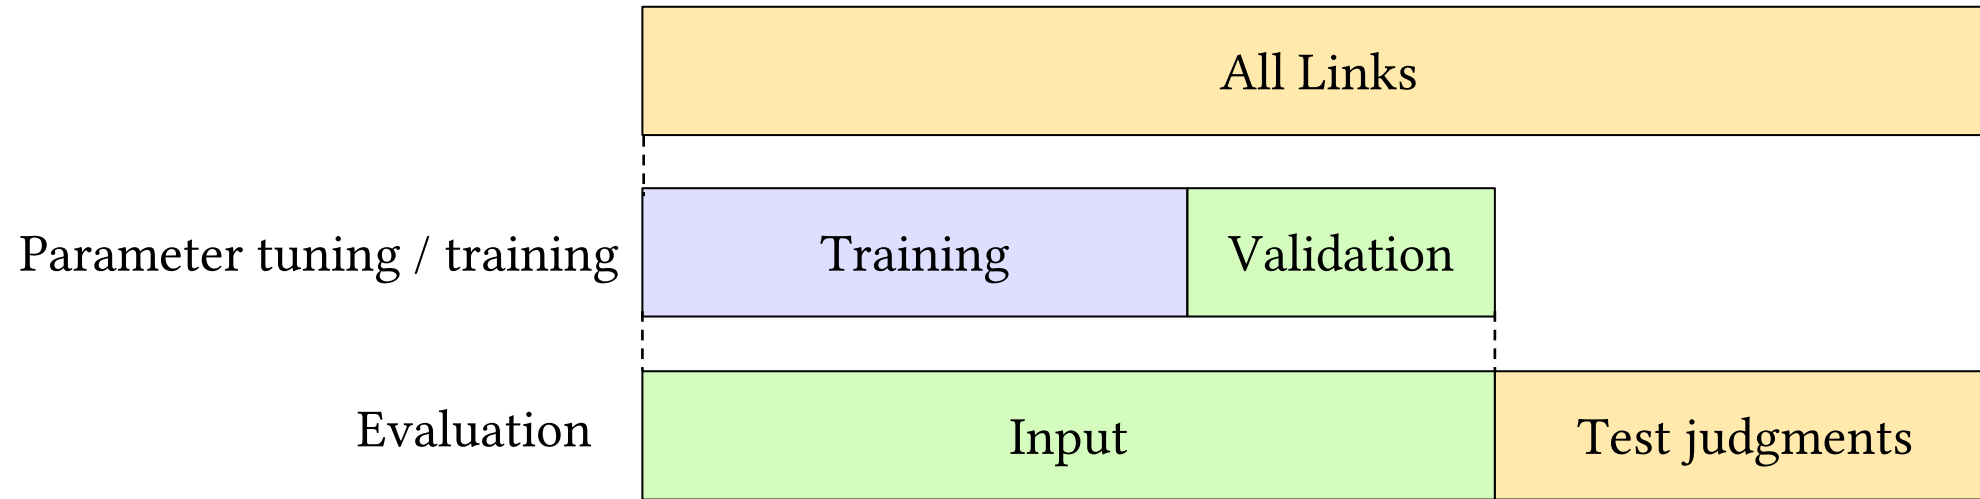 All Links
Parameter tuning / training
Training
Validation
Evaluation
Input
Test judgments